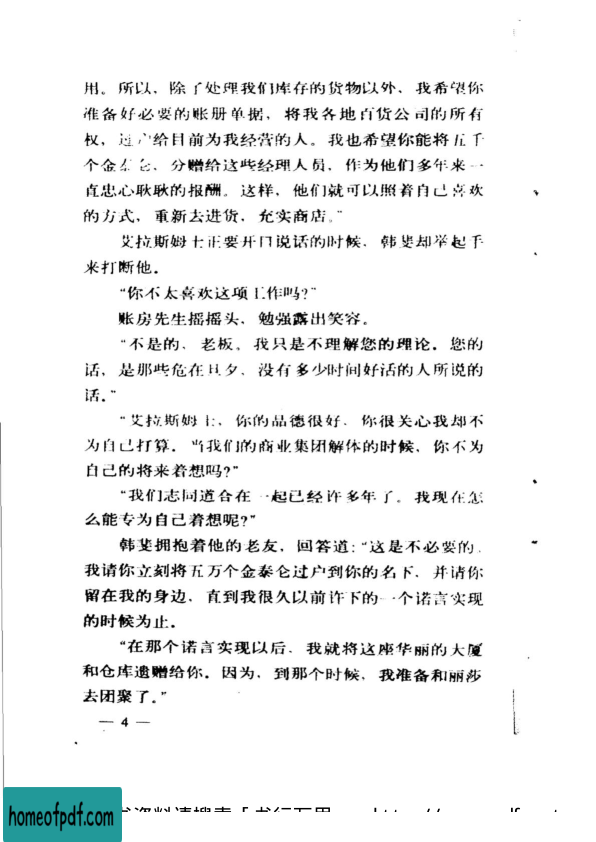 用。所以，除了处理我们库存的货物以外，我希望你
准备好必要的账册单据，将我各地百货公司的所有
权，过户给目前为我经营的人。我也希望你能将五千
个金泰仑，分赠给这些经理人员，作为他们多年来一
直忠心耿耿的报酬。这样，他们就可以照着自己喜欢
的方式，重新去进货，充实商店。”
艾拉斯姆士正要开口说话的时候，韩斐却举起手
来打断他。
“你不太喜欢这项工作吗？”
账房先生摇摇头，勉强露出笑容。
“不是的，老板，我只是不理解您的理论。您的
话，是那些危在旦夕，没有多少时间好活的人所说的
话。”
“艾拉斯姆士，你的品德很好，你很关心我却不
为自己打算。当我们的商业集团解体的时候，你不为
自己的将来着想吗？”
“我们志同道合在一起已经许多年了。我现在怎
么能专为自己着想呢？”
韩斐拥抱着他的老友，回答道：“这是不必要的，
我请你立刻将五万个金泰仑过户到你的名下，并请你
留在我的身边，直到我很久以前许下的一个诺言实现
的时候为止。
“在那个诺言实现以后，我就将这座华丽的大厦
和仓库遗赠给你。因为，到那个时候，我准备和丽莎
去团聚了。”
— 4 —
homeofpdf.com